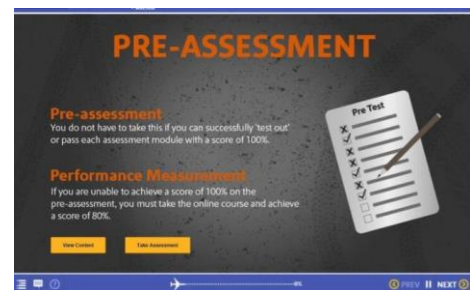 PRE-ASSESSMENT
Pre-assessment
You do not have to take this if you can successfully 'test out'
or pass each assessment module with a score of 100%.
Pre Test
Performance Measurement
If you are unable to achieve a score of 100% on the
pre-assessment, you must take the online course and achieve
a score of 80%.
View Content
Take Assessment
PREV
NEXT